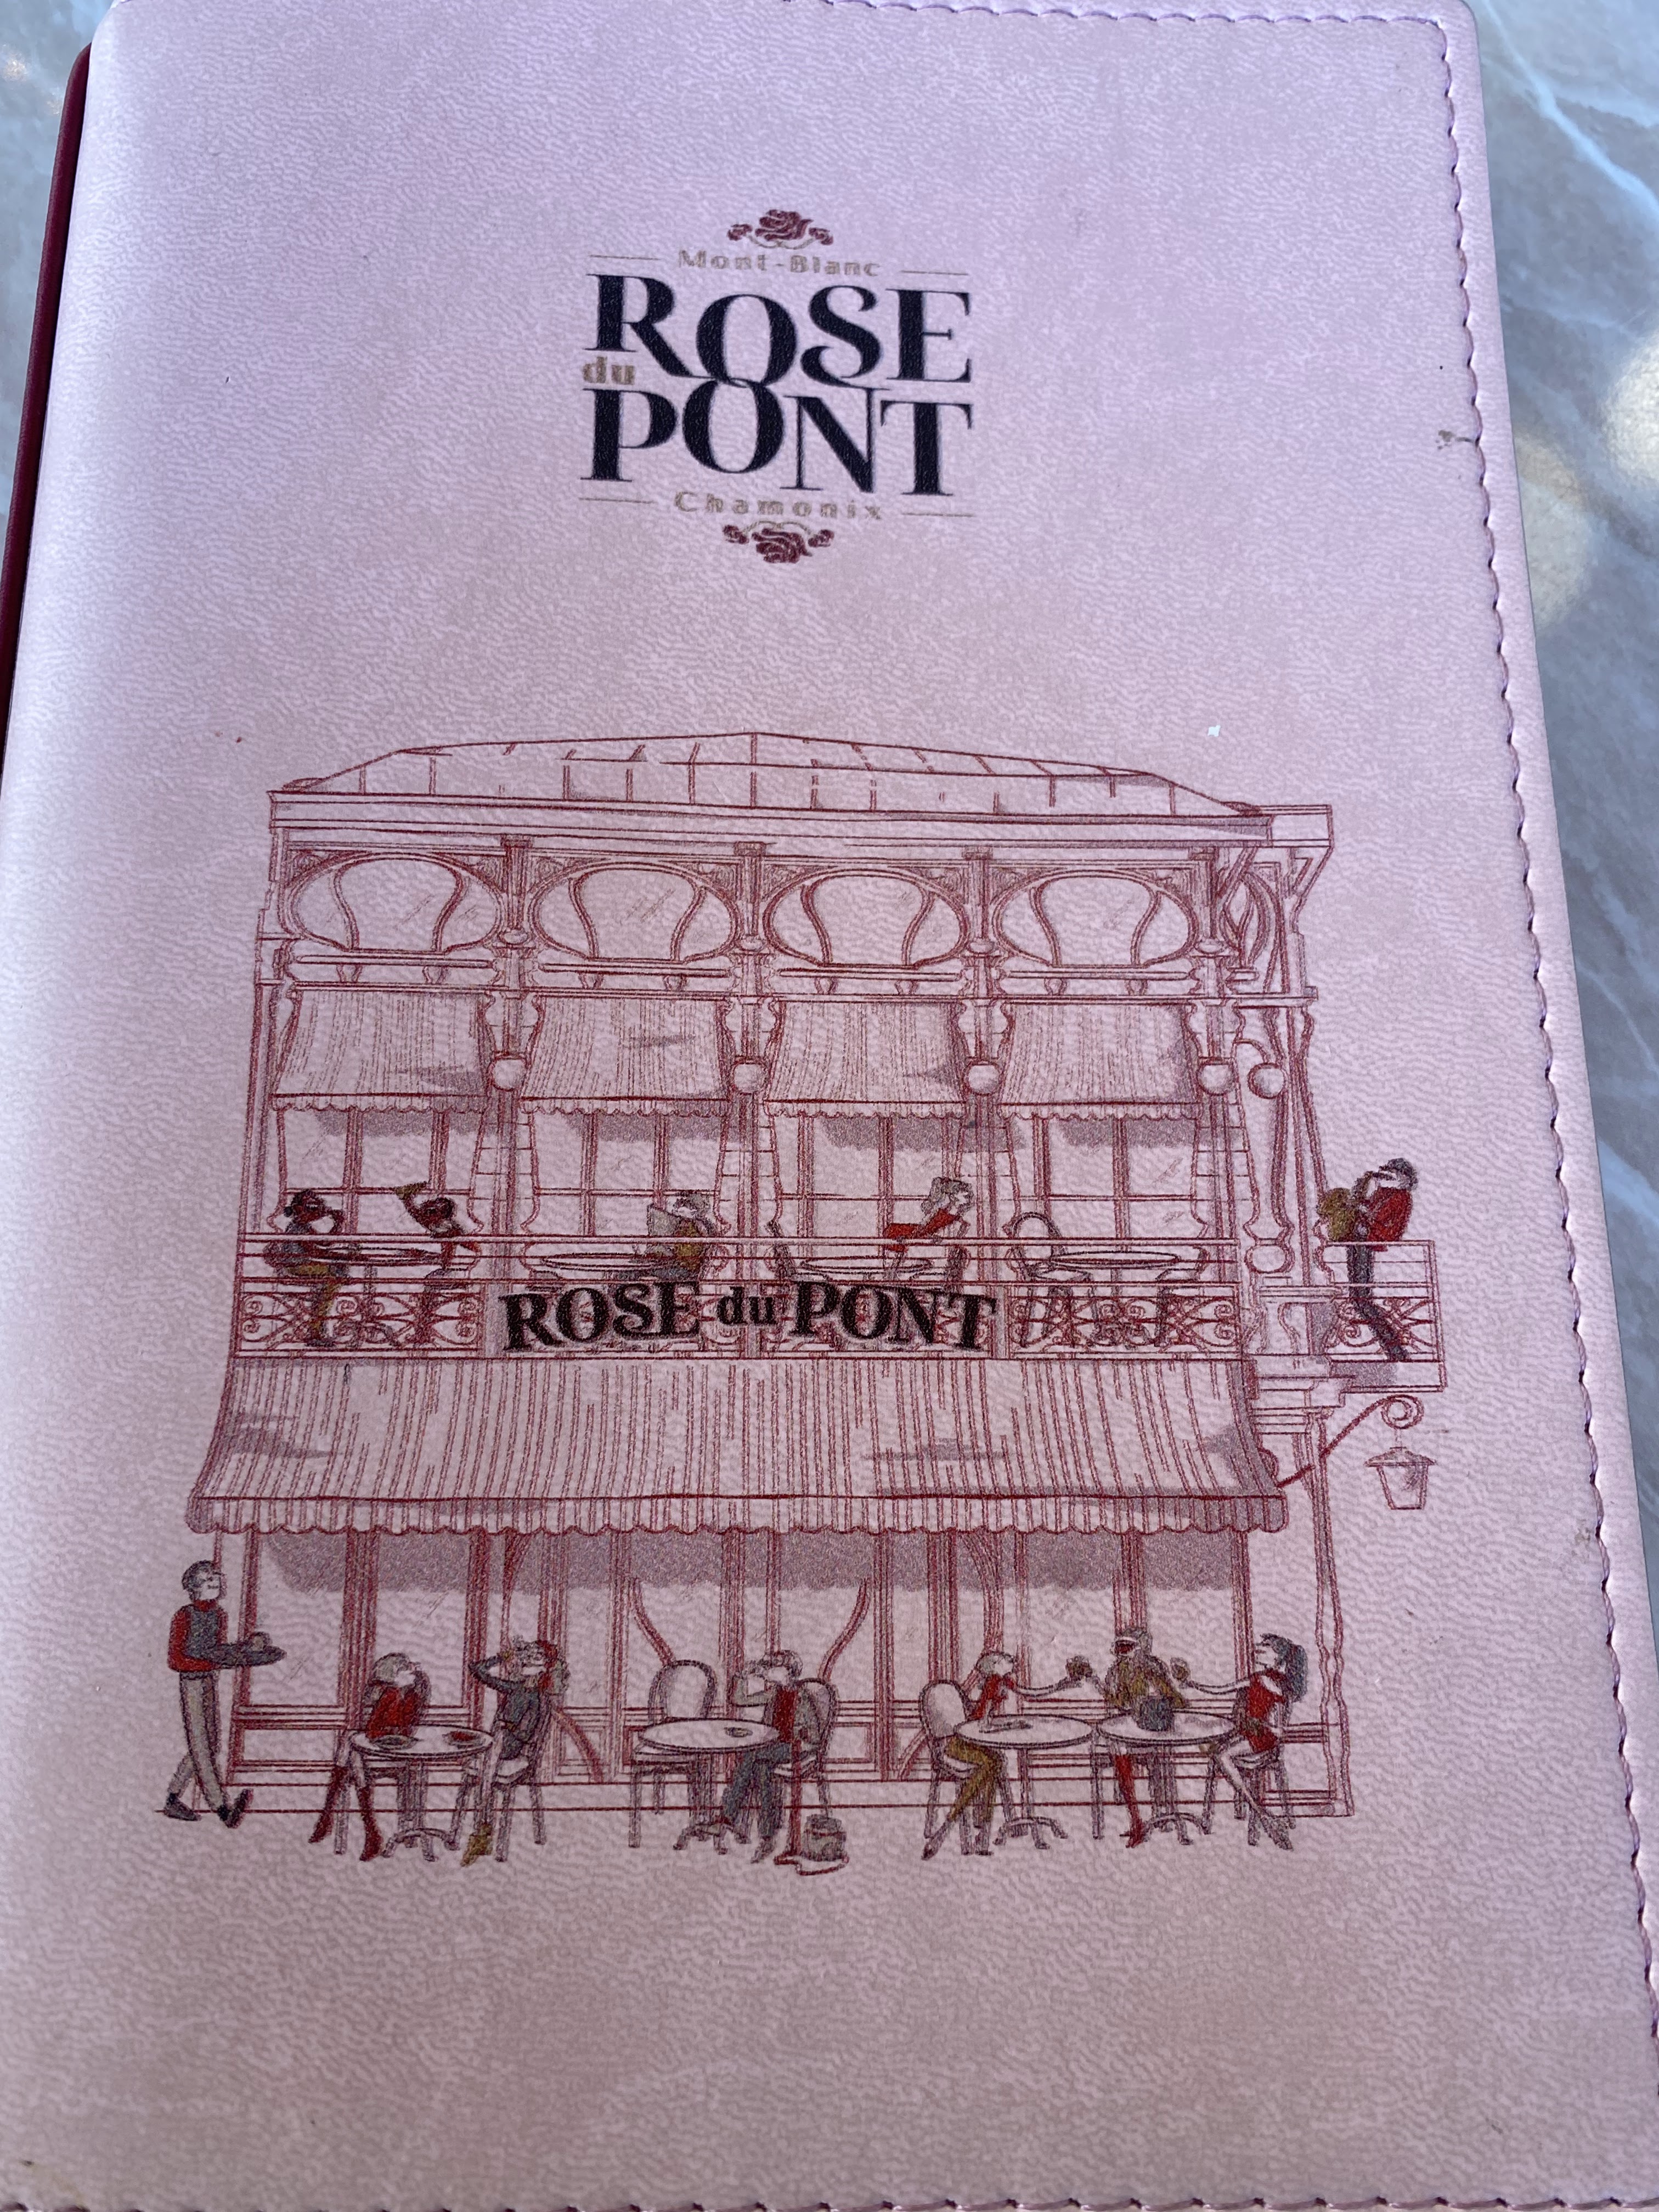 Mont-Blanc
ROSE
du
PONT
Chamonix
ROSE du PONT